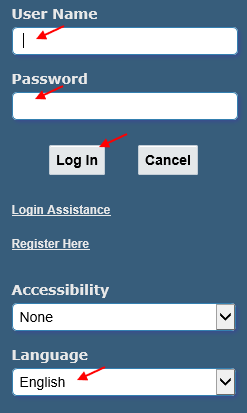 User Name
Password
Log In Cancel
Login Assistance
Register Here
Accessibility
None
Language
English